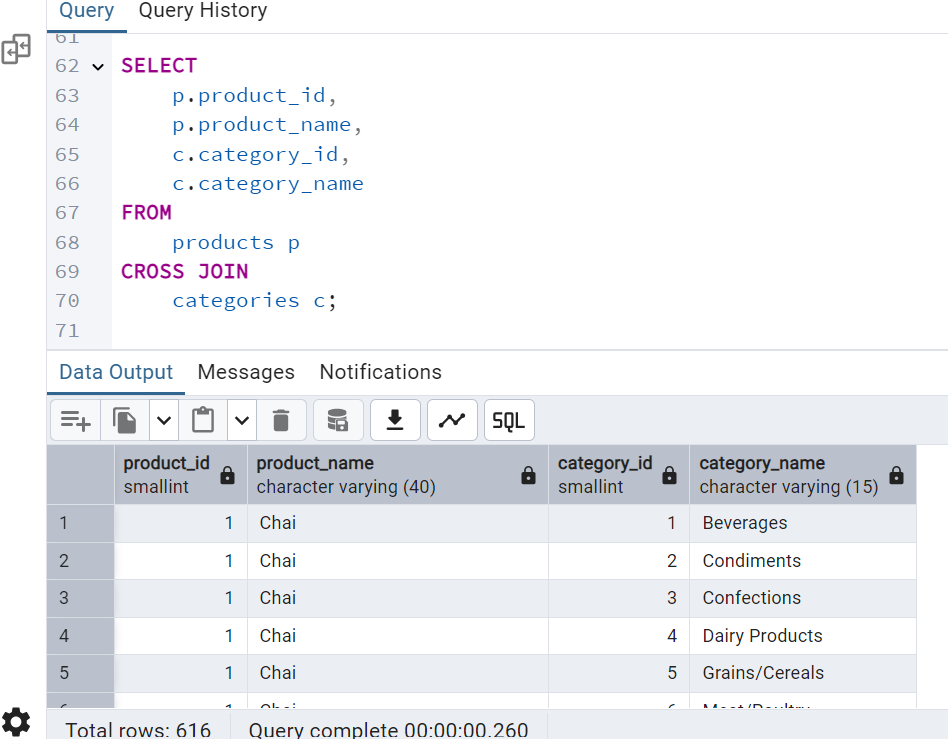 Query Query History
61
62 SELECT
63 p.product_id,
64 p.product_name,
65 c.category_id,
66 c.category_name
67 FROM
68 products p
69 CROSS JOIN
70 categories c;
71
Data Output Messages Notifications
SQL
product_id product_name category_id category_name
smallint character varying (40) smallint character varying (15)
1 1 Chai 1 Beverages
2 1 Chai 2 Condiments
3 1 Chai 3 Confections
4 1 Chai 4 Dairy Products
5 1 Chai 5 Grains/Cereals
6 1 Chai 6 Meat/Poultry
Total rows: 616 Query complete 00:00:00.260